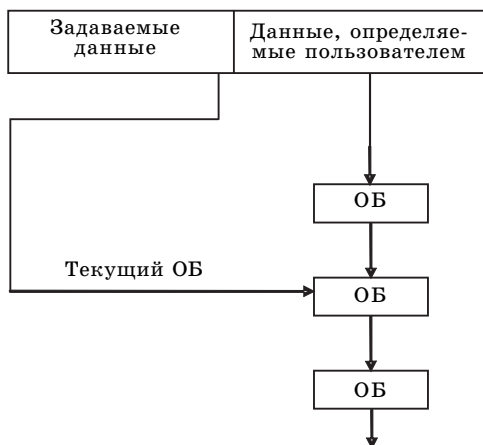 Задаваемые
данные
Данные, определяе-
мые пользователем
ОБ
Текущий ОБ
ОБ
ОБ